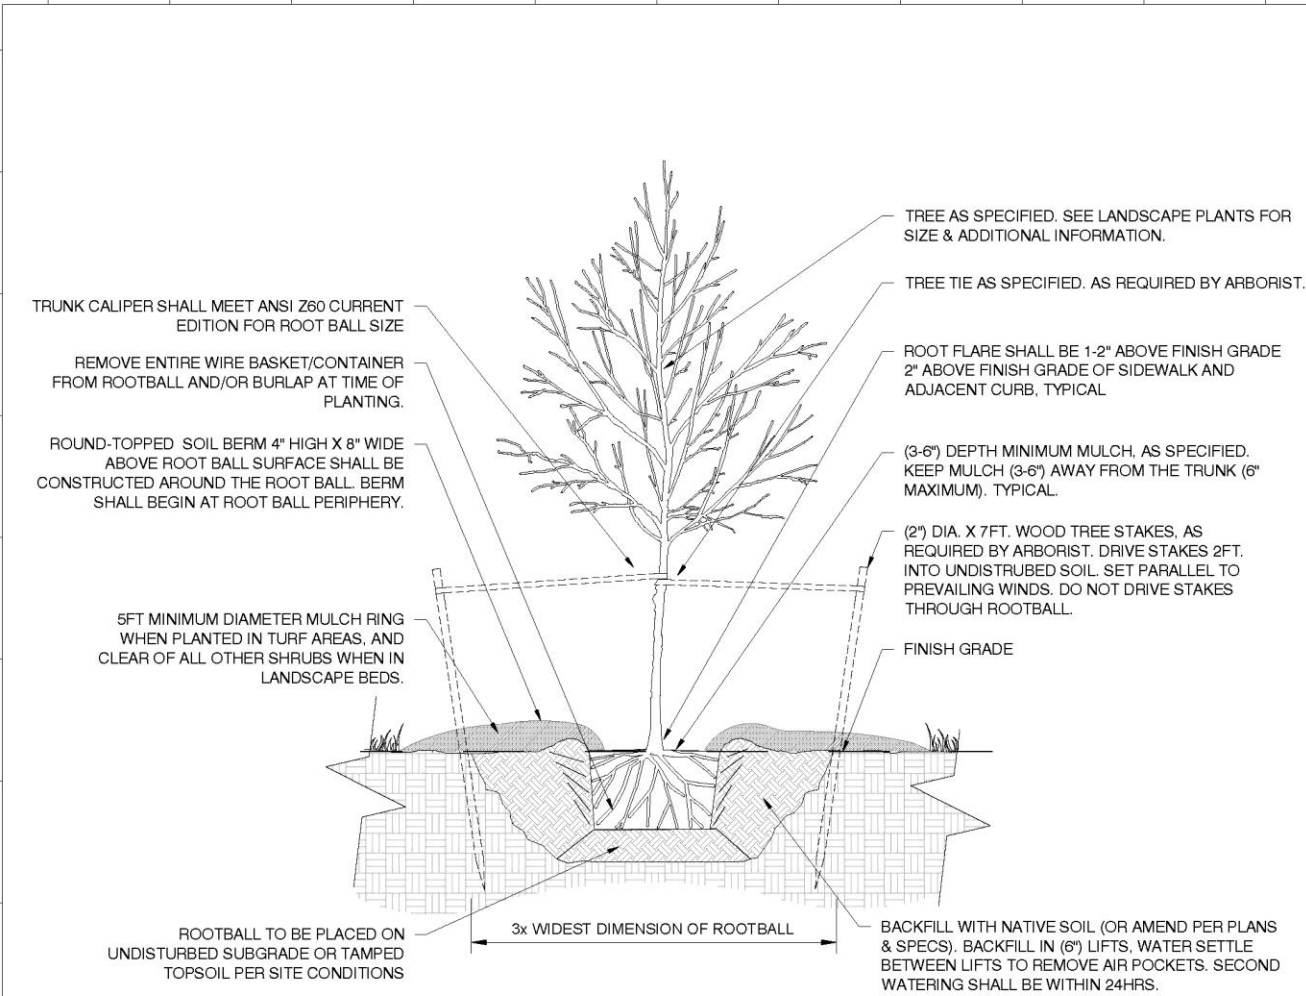 TREE AS SPECIFIED. SEE LANDSCAPE PLANTS FOR
SIZE & ADDITIONAL INFORMATION.
TREE TIE AS SPECIFIED. AS REQUIRED BY ARBORIST.
TRUNK CALIPER SHALL MEET ANSI Z60 CURRENT
EDITION FOR ROOT BALL SIZE
ROOT FLARE SHALL BE 1-2" ABOVE FINISH GRADE
2" ABOVE FINISH GRADE OF SIDEWALK AND
ADJACENT CURB, TYPICAL
REMOVE ENTIRE WIRE BASKET/CONTAINER
FROM ROOTBALL AND/OR BURLAP AT TIME OF
PLANTING.
ROUND-TOPPED SOIL BERM 4" HIGH X 8" WIDE
ABOVE ROOT BALL SURFACE SHALL BE
CONSTRUCTED AROUND THE ROOT BALL. BERM
SHALL BEGIN AT ROOT BALL PERIPHERY.
(3-6") DEPTH MINIMUM MULCH, AS SPECIFIED.
KEEP MULCH (3-6") AWAY FROM THE TRUNK (6"
MAXIMUM). TYPICAL.
(2") DIA. X 7FT. WOOD TREE STAKES, AS
REQUIRED BY ARBORIST. DRIVE STAKES 2FT.
INTO UNDISTRUBED SOIL. SET PARALLEL TO
PREVAILING WINDS. DO NOT DRIVE STAKES
THROUGH ROOTBALL.
5FT MINIMUM DIAMETER MULCH RING
WHEN PLANTED IN TURF AREAS, AND
CLEAR OF ALL OTHER SHRUBS WHEN IN
LANDSCAPE BEDS.
FINISH GRADE
ROOTBALL TO BE PLACED ON
UNDISTURBED SUBGRADE OR TAMPED
TOPSOIL PER SITE CONDITIONS
3x WIDEST DIMENSION OF ROOTBALL
BACKFILL WITH NATIVE SOIL (OR AMEND PER PLANS
& SPECS). BACKFILL IN (6") LIFTS, WATER SETTLE
BETWEEN LIFTS TO REMOVE AIR POCKETS. SECOND
WATERING SHALL BE WITHIN 24HRS.